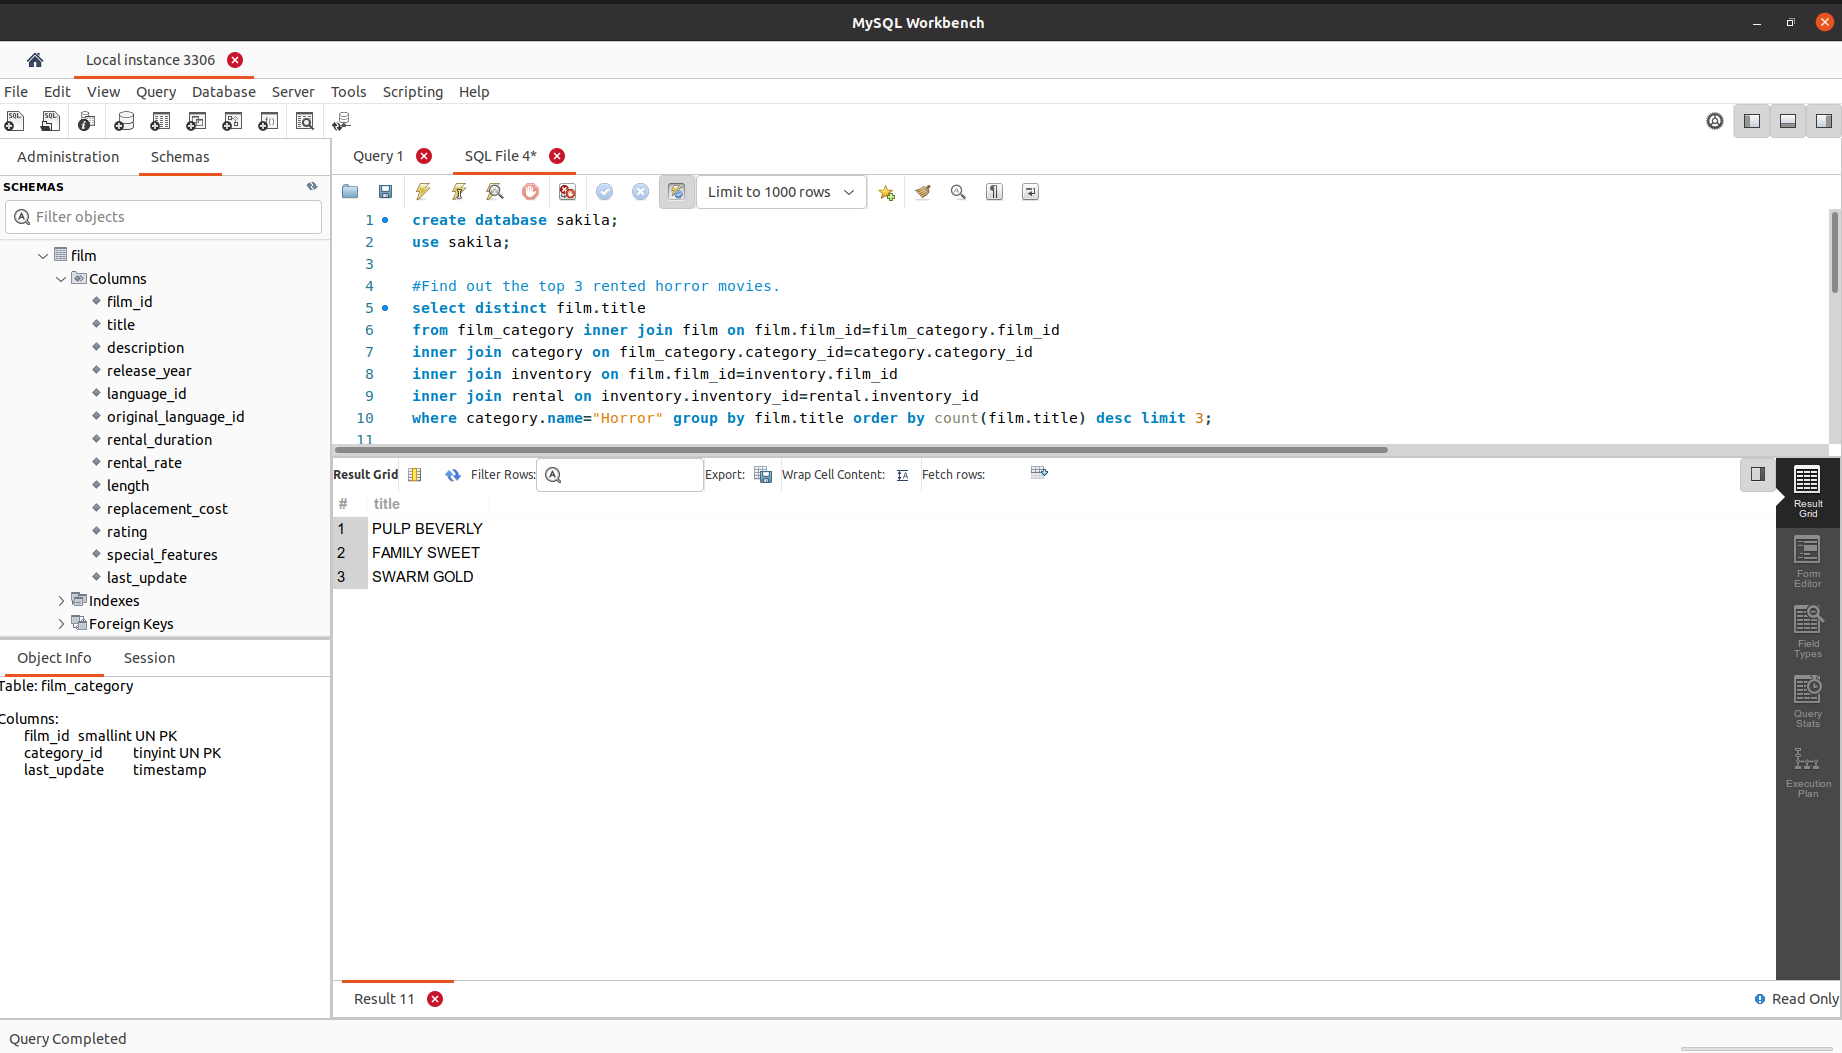 MySQL Workbench
Local instance 3306
File Edit View Query Database Server Tools Scripting Help
Administration Schemas
Query 1 SQL File 4*
SCHEMAS
Filter objects
Limit to 1000 rows
film
Columns
film_id
title
description
release_year
language_id
original_language_id
rental_duration
rental_rate
length
replacement_cost
rating
special_features
last_update
Indexes
Foreign Keys
1 create database sakila;
2 use sakila;
3
4 #Find out the top 3 rented horror movies.
5 select distinct film.title
6 from film_category inner join film on film.film_id=film_category.film_id
7 inner join category on film_category.category_id=category.category_id
8 inner join inventory on film.film_id=inventory.film_id
9 inner join rental on inventory.inventory_id=rental.inventory_id
10 where category.name="Horror" group by film.title order by count(film.title) desc limit 3;
11
Result Grid Filter Rows: Export: Wrap Cell Content: Fetch rows:
# title
1 PULP BEVERLY
2 FAMILY SWEET
3 SWARM GOLD
Result
Grid
Form
Editor
Field
Types
Query
Stats
Execution
Plan
Object Info Session
Table: film_category
Columns:
film_id smallint UN PK
category_id tinyint UN PK
last_update timestamp
Result 11
Read Only
Query Completed